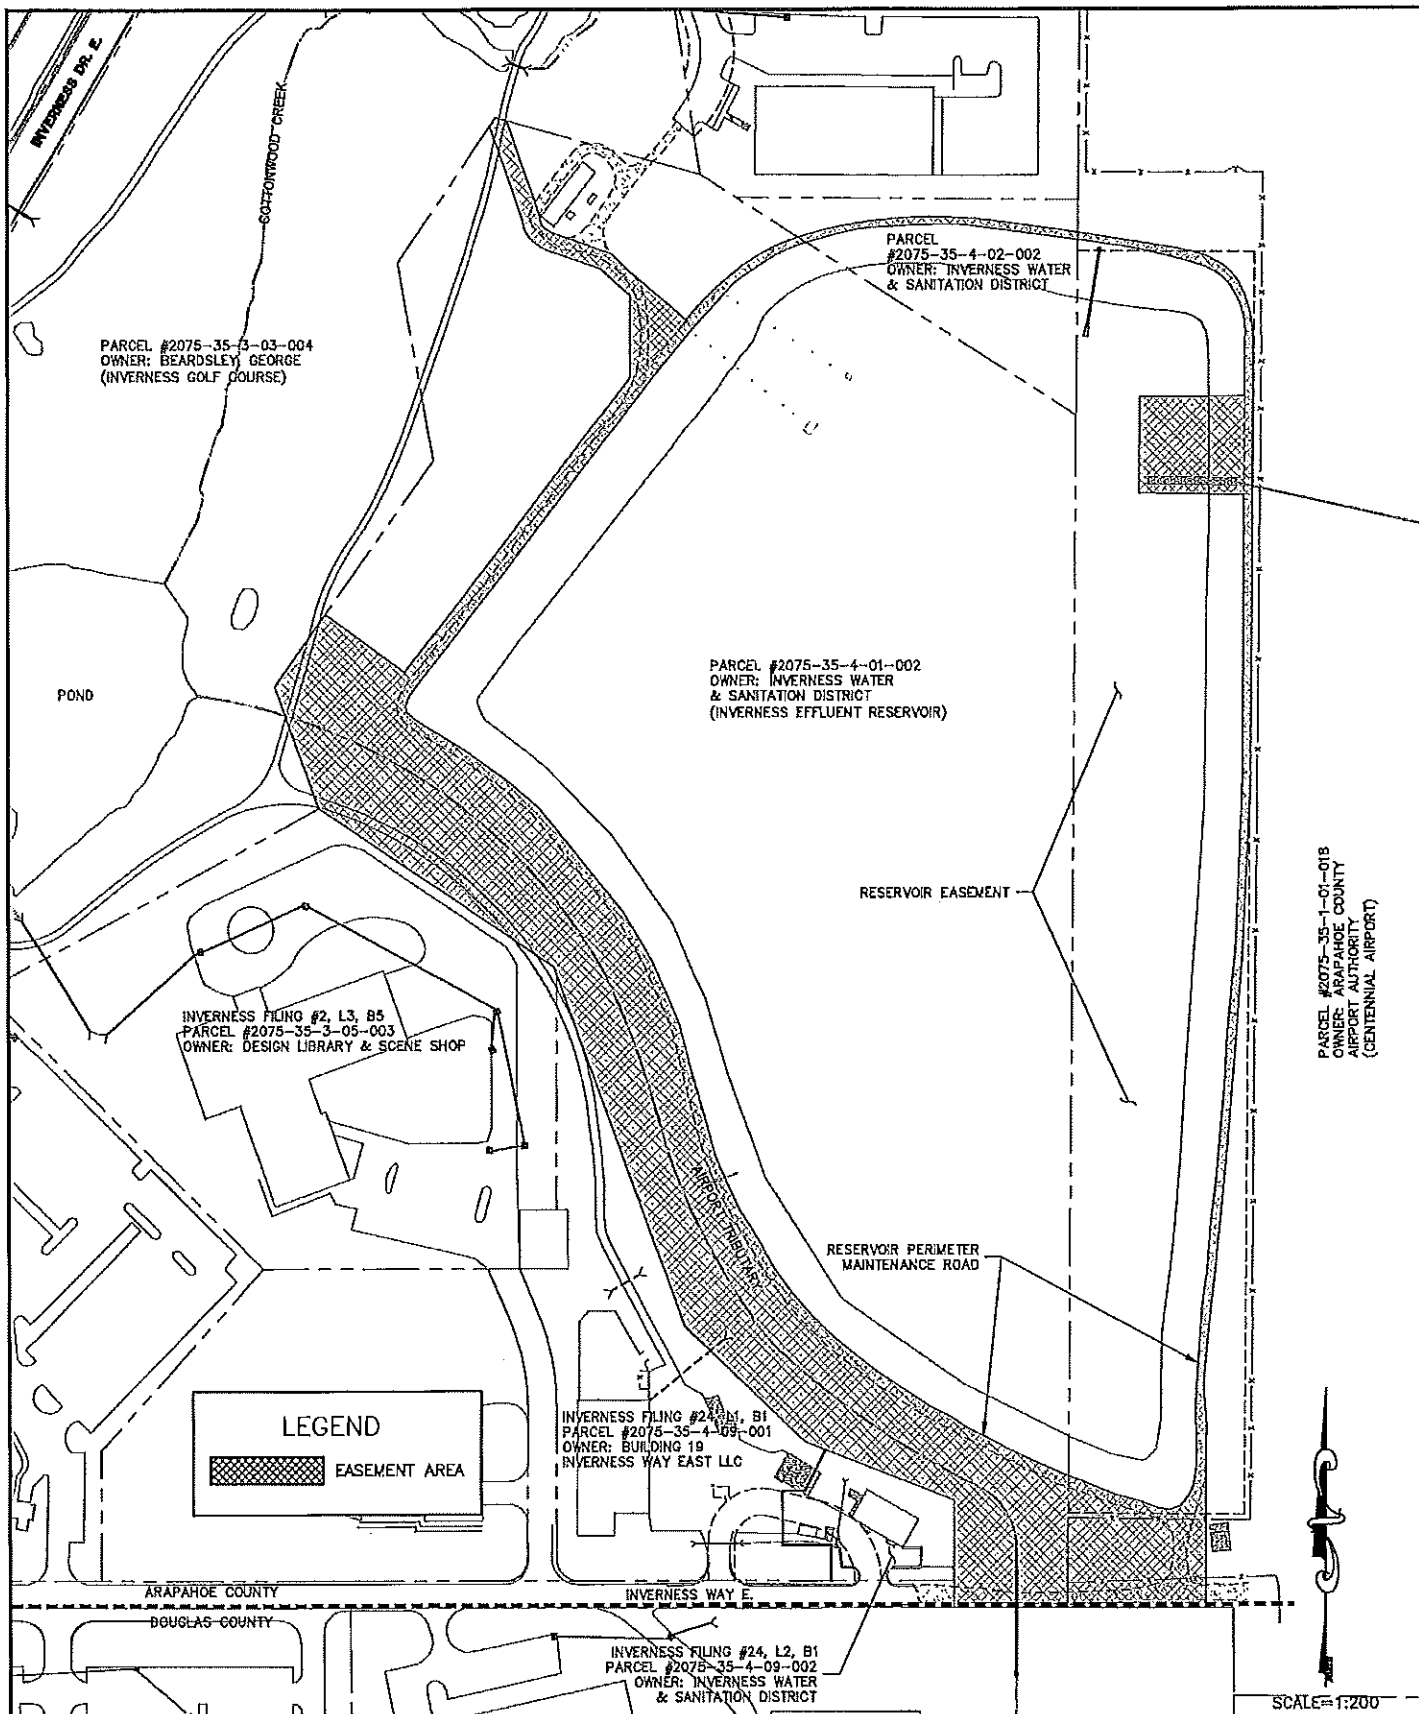 INVERNESS DR. E.
COTTONWOOD CREEK
PARCEL
#2075-35-4-02-002
OWNER: INVERNESS WATER
& SANITATION DISTRICT
PARCEL #2075-35-3-03-004
OWNER: BEARDSLEY GEORGE
(INVERNESS GOLF COURSE)
POND
PARCEL #2075-35-4-01-002
OWNER: INVERNESS WATER
& SANITATION DISTRICT
(INVERNESS EFFLUENT RESERVOIR)
RESERVOIR EASEMENT
PARCEL #2075-35-1-01-018
OWNER: ARAPAHOE COUNTY
AIRPORT AUTHORITY
(CENTENNIAL AIRPORT)
INVERNESS FILING #2, L3, B5
PARCEL #2075-35-3-05-003
OWNER: DESIGN LIBRARY & SCENE SHOP
AIRPORT TRIBUTARY
RESERVOIR PERIMETER
MAINTENANCE ROAD
LEGEND
EASEMENT AREA
INVERNESS FILING #24, L1, B1
PARCEL #2075-35-4-09-001
OWNER: BUILDING 19
INVERNESS WAY EAST LLC
ARAPAHOE COUNTY
INVERNESS WAY E.
DOUGLAS COUNTY
INVERNESS FILING #24, L2, B1
PARCEL #2075-35-4-09-002
OWNER: INVERNESS WATER
& SANITATION DISTRICT
SCALE=1:200